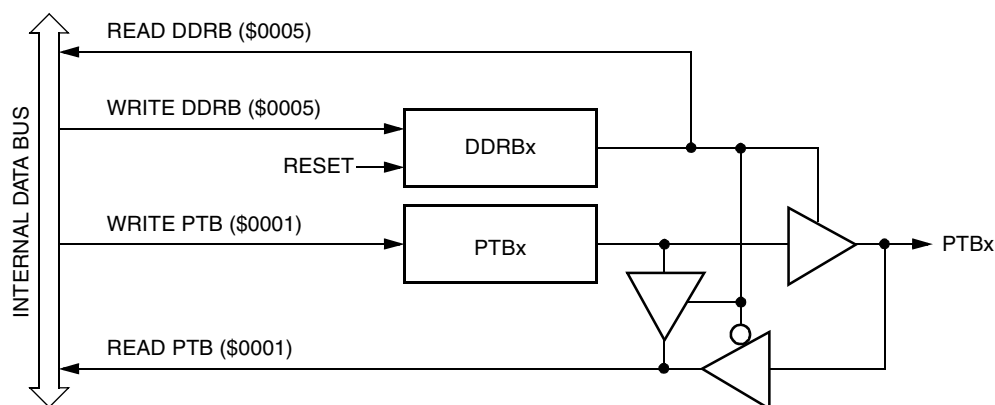 READ DDRB ($0005)
WRITE DDRB ($0005)
DDRBx
RESET
WRITE PTB ($0001)
PTBx
PTBx
READ PTB ($0001)
INTERNAL DATA BUS